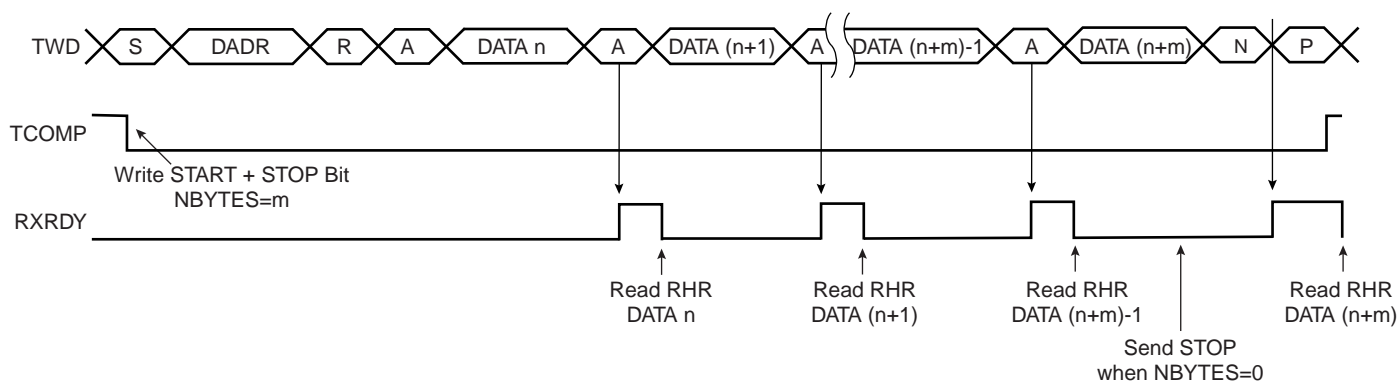 TWD S DADR R A DATA n A DATA (n+1) A DATA (n+m)-1 A DATA (n+m) N P
TCOMP
Write START + STOP Bit
NBYTES=m
RXRDY
Read RHR
DATA n
Read RHR
DATA (n+1)
Read RHR
DATA (n+m)-1
Read RHR
DATA (n+m)
Send STOP
when NBYTES=0